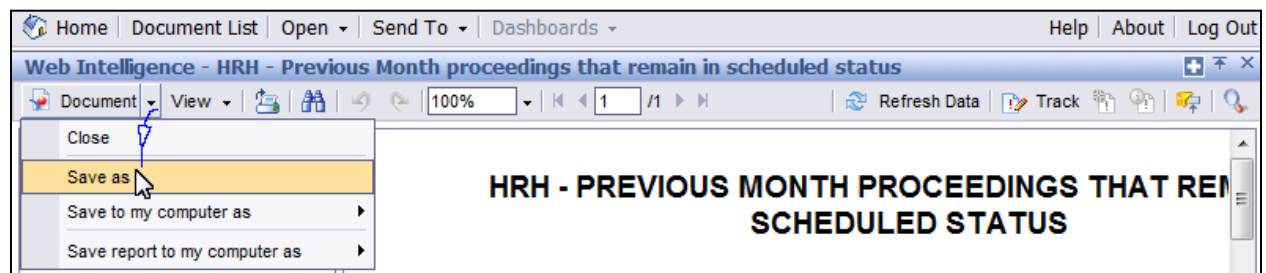 Home Document List Open Send To Dashboards Help About Log Out
Web Intelligence - HRH - Previous Month proceedings that remain in scheduled status
Document View 100% 1 /1 Refresh Data Track
Close
Save as
Save to my computer as
Save report to my computer as
HRH - PREVIOUS MONTH PROCEEDINGS THAT
SCHEDULED STATUS